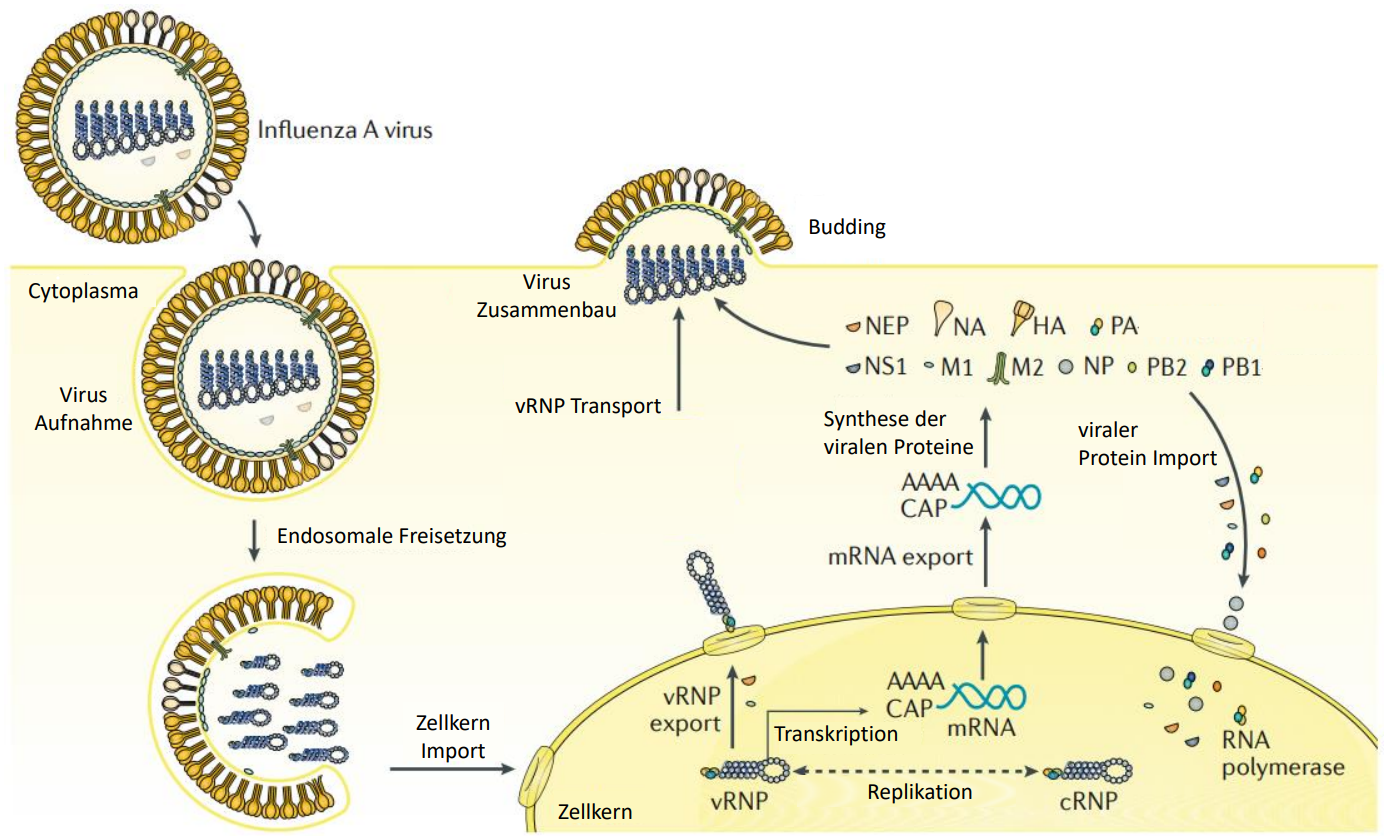 Influenza A virus
Budding
Cytoplasma
Virus
Zusammenbau
NEP NA HA PA
NS1 M1 M2 NP PB2 PB1
Virus
Aufnahme
vRNP Transport
Synthese der
viralen Proteine
viraler
Protein Import
AAAA
CAP
Endosomale Freisetzung
mRNA export
vRNP
export
AAAA
CAP
mRNA
Transkription
Zellkern
Import
RNA
polymerase
vRNP
Replikation
cRNP
Zellkern